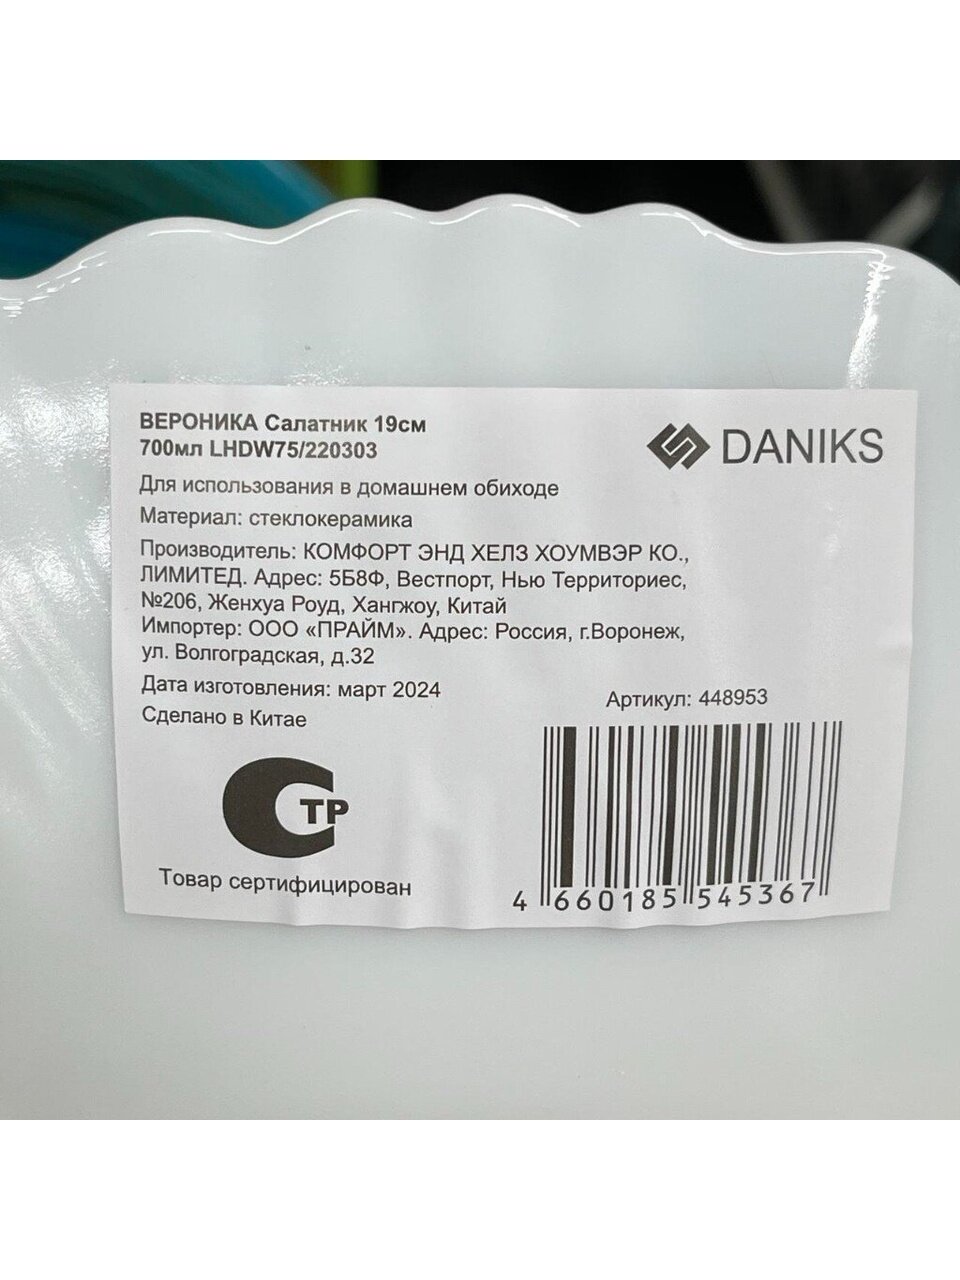 ВЕРОНИКА Салатник 19см
700мл LHDW75/220303
DANIKS
Для использования в домашнем обиходе
Материал: стеклокерамика
Производитель: КОМФОРТ ЭНД ХЕЛЗ ХОУМВЭР КО.,
ЛИМИТЕД. Адрес: 5Б8Ф, Вестпорт, Нью Территориес,
№206, Женхуа Роуд, Хангжоу, Китай
Импортер: ООО «ПРАЙМ». Адрес: Россия, г.Воронеж,
ул. Волгоградская, д.32
Дата изготовления: март 2024
Сделано в Китае
Артикул: 448953
СТР
Товар сертифицирован
4 660185 545367